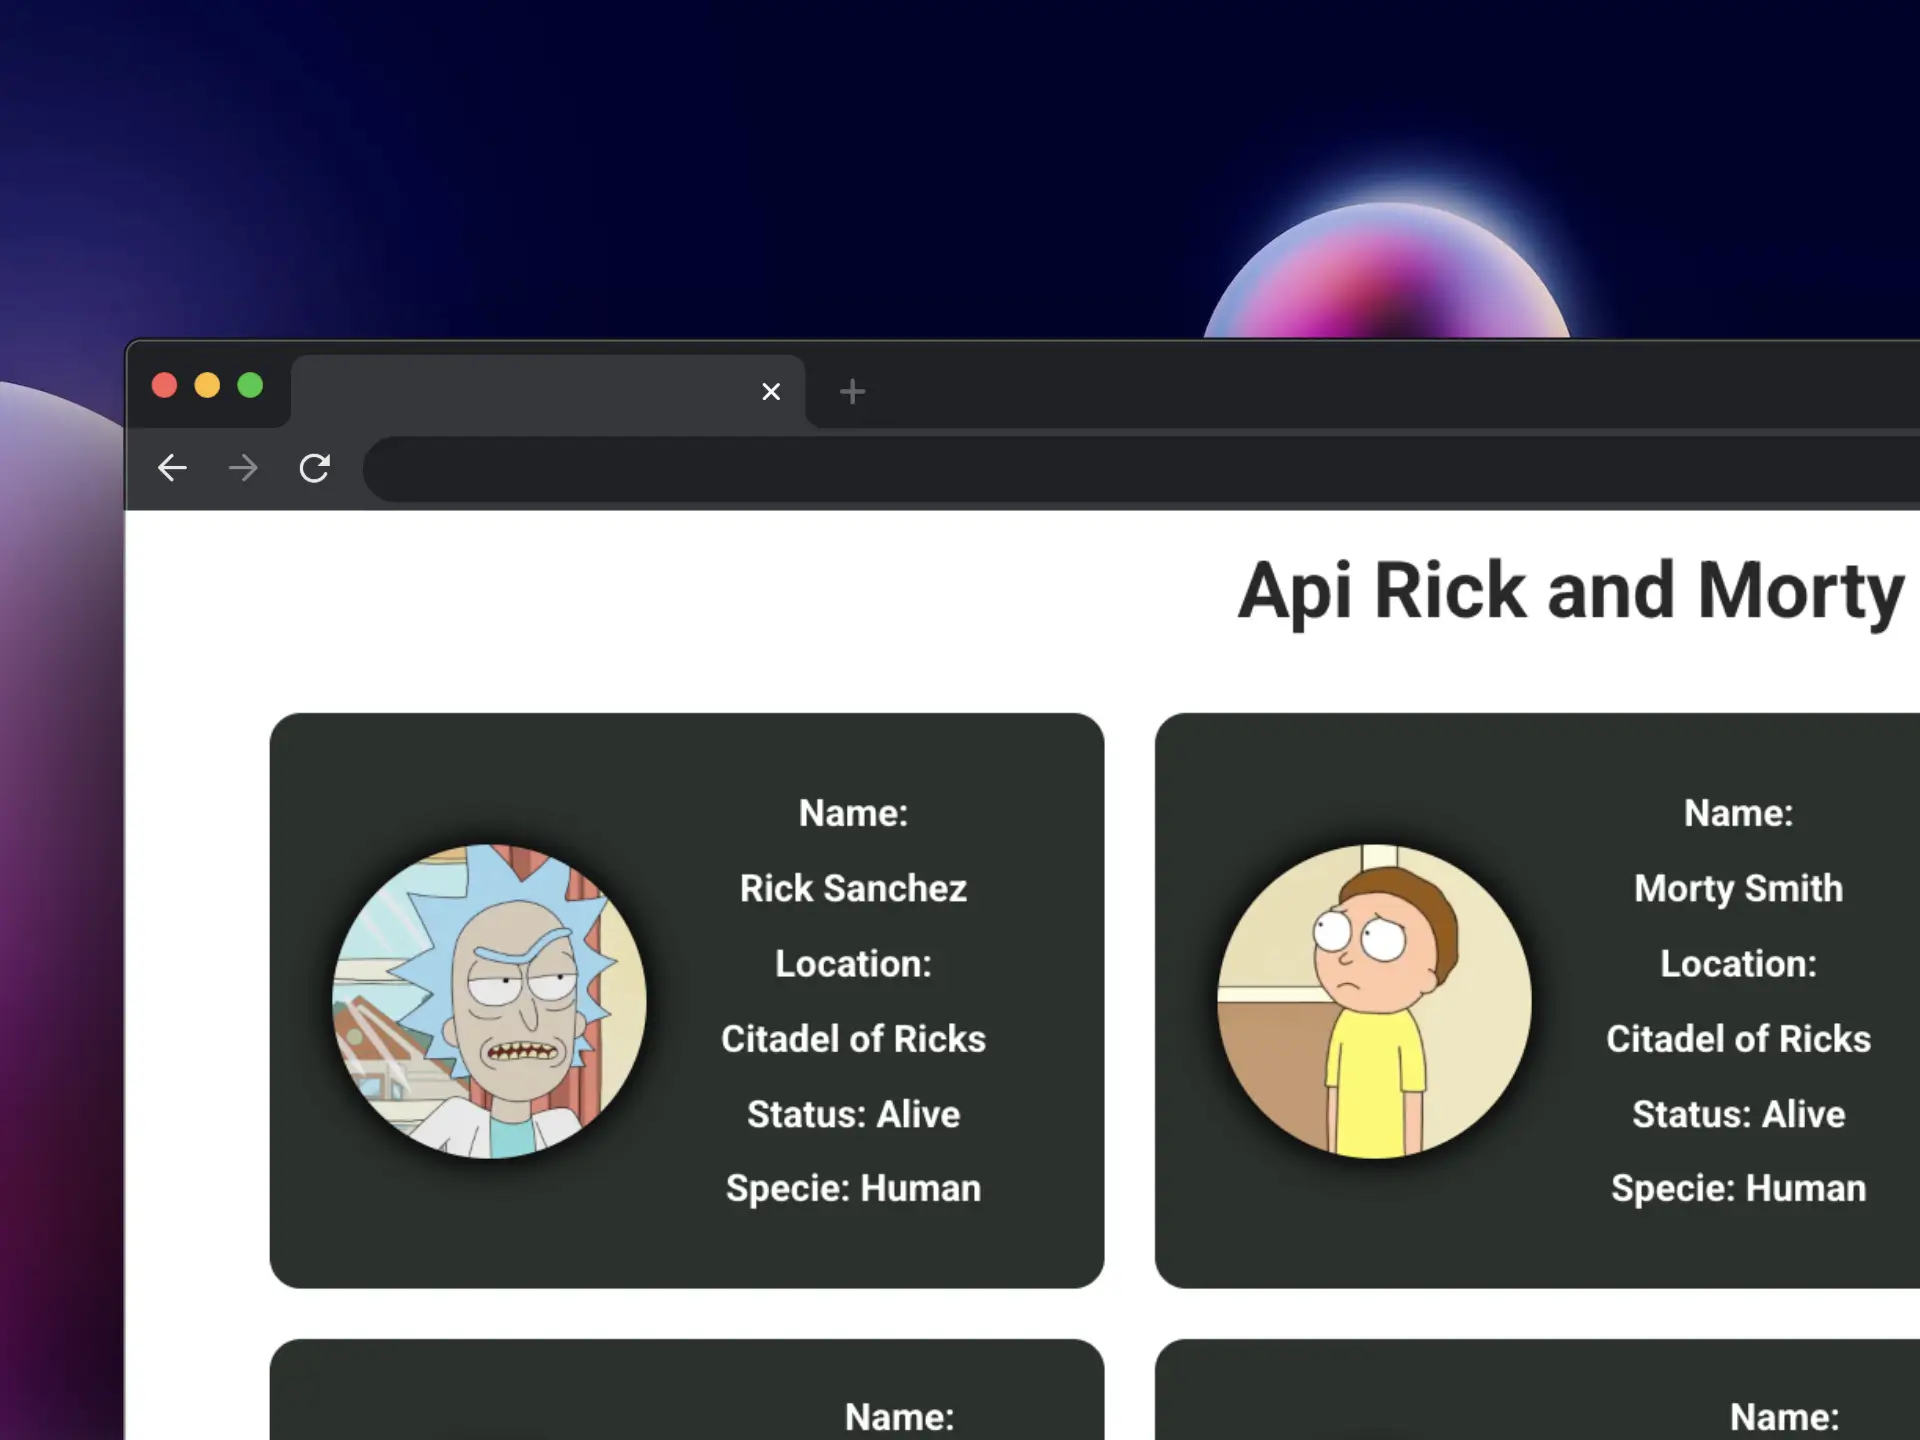 Api Rick and Morty
Name:
Rick Sanchez
Location:
Citadel of Ricks
Status: Alive
Specie: Human
Name:
Morty Smith
Location:
Citadel of Ricks
Status: Alive
Specie: Human
Name:
Name: